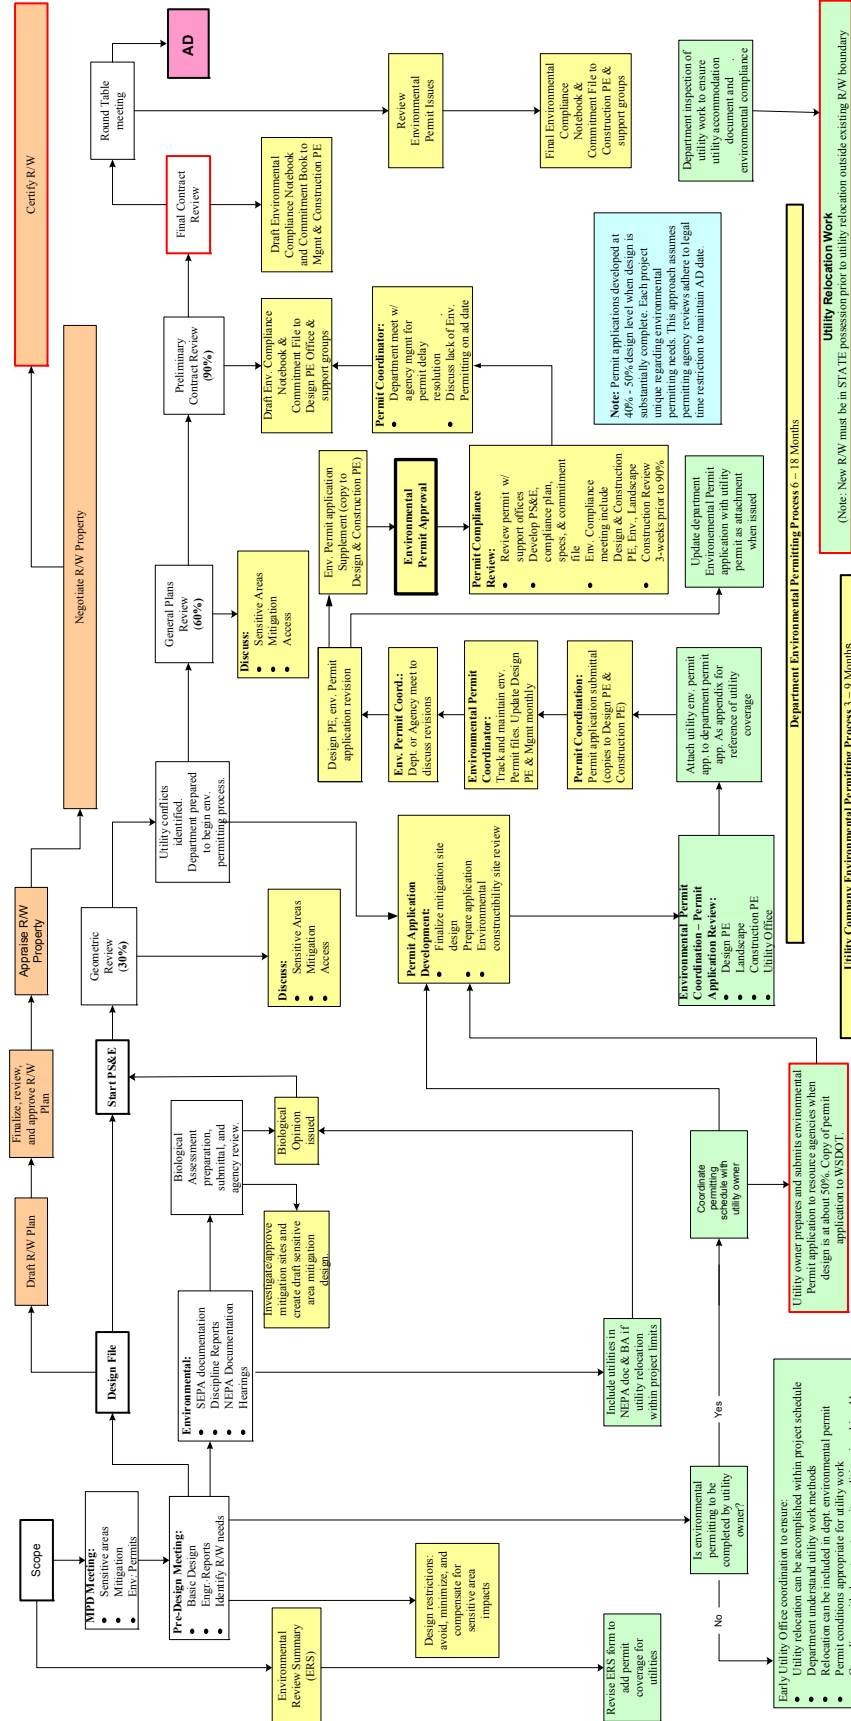 Scope
MPD Meeting:
• Sensitive areas
• Mitigation
• Env: Permits
Pre-Design Meeting:
• Basic Design
• Engr.-Reports
• Identify R/W needs
Environmental
Review Summary
(ERS)
Design restrictions:
avoid, minimize, and
compensate for
sensitive area
impacts
Revise ERS form to
add permit
coverage for
utilities
Is environmental
permitting to be
completed by utility
owner?
No
Yes
Early Utility Office coordination to ensure:
• Utility relocation can be accomplished within project schedule
• Department understand utility work methods
• Relocation can be included in dept. environmental permit
• Permit conditions appropriate for utility work
Draft R/W Plan
Design File
Environmental:
• SEPA documentation
• Discipline Reports
• NEPA Documentation
• Hearings
Investigate/approve
mitigation sites and
create draft sensitive
area mitigation
design.
Include utilities in
NEPA doc & BA if
utility relocation
within project limits
Coordinate
permitting
schedule with
utility owner
Utility owner prepares and submits environmental
Permit application to resource agencies when
design is at about 50%. Copy of permit
application to WSDOT.
Finalize, review,
and approve R/W
Plan
Start PS&E
Biological
Assessment
preparation,
submittal, and
agency review.
Biological
Opinion
issued
Appraise R/W
Property
Geometric
Review
(30%)
Discuss:
• Sensitive Areas
• Mitigation
• Access
Utility conflicts
identified.
Department prepared
to begin env.
permitting process.
Permit Application
Development:
• Finalize mitigation site
design
• Prepare application
• Environmental
constructibility site review
Environmental Permit
Coordination – Permit
Application Review:
• Design PE
• Landscape
• Construction PE
• Utility Office
Attach utility env. permit
app. to department permit
app. As appendix for
reference of utility
coverage
Permit Coordination:
Permit application submittal
(copies to Design PE &
Construction PE)
Environmental Permit
Coordinator:
Track and maintain env.
Permit files. Update Design
PE & Mgmt monthly
Env. Permit Coord.:
Dept. or Agency meet to
discuss revisions
Design PE, env. Permit
application revision
Negotiate R/W Property
General Plans
Review
(60%)
Discuss:
• Sensitive Areas
• Mitigation
• Access
Env. Permit application
Supplement (copy to
Design & Construction PE)
Environmental
Permit Approval
Permit Compliance
Review:
• Review permit w/
support offices
• Develop PS&E,
compliance plan,
specs, & commitment
file
• Env. Compliance
meeting include
Design & Construction
PE, Env., Landscape
• Construction Review
3-weeks prior to 90%
Update department
Environemental Permit
application with utility
permit as attachment
when issued
Preliminary
Contract Review
(90%)
Draft Env. Compliance
Notebook &
Commitment File to
Design PE Office &
support groups
Permit Coordinator:
• Department meet w/
agency mgmt for
permit delay
resolution
• Discuss lack of Env.
Permitting on ad date
Note: Permit applications developed at
40% - 50% design level when design is
substantially complete. Each project
unique regarding environmental
permitting needs. This approach assumes
permitting agency reviews adhere to legal
time restriction to maintain AD date.
Certify R/W
Final Contract
Review
Draft Environmental
Compliance Notebook
and Commitment Book to
Mgmt & Construction PE
Round Table
meeting
AD
Review
Environmental
Permit Issues
Final Environmental
Compliance
Notebook &
Commitment File to
Construction PE &
support groups
Department inspection of
utility work to ensure
utility accommodation
document and
environmental compliance
Department Environmental Permitting Process 6 – 18 Months
Utility Company Environmental Permitting Process 3 – 9 Months
Utility Relocation Work
(Note: New R/W must be in STATE possession prior to utility relocation outside existing R/W boundary